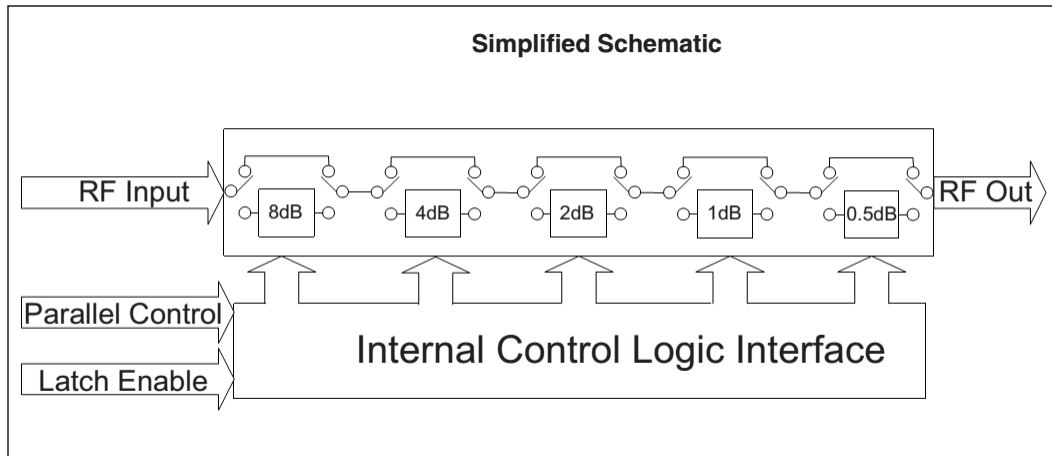 Simplified Schematic
RF Input
8dB
4dB
2dB
1dB
0.5dB
RF Out
Parallel Control
Internal Control Logic Interface
Latch Enable